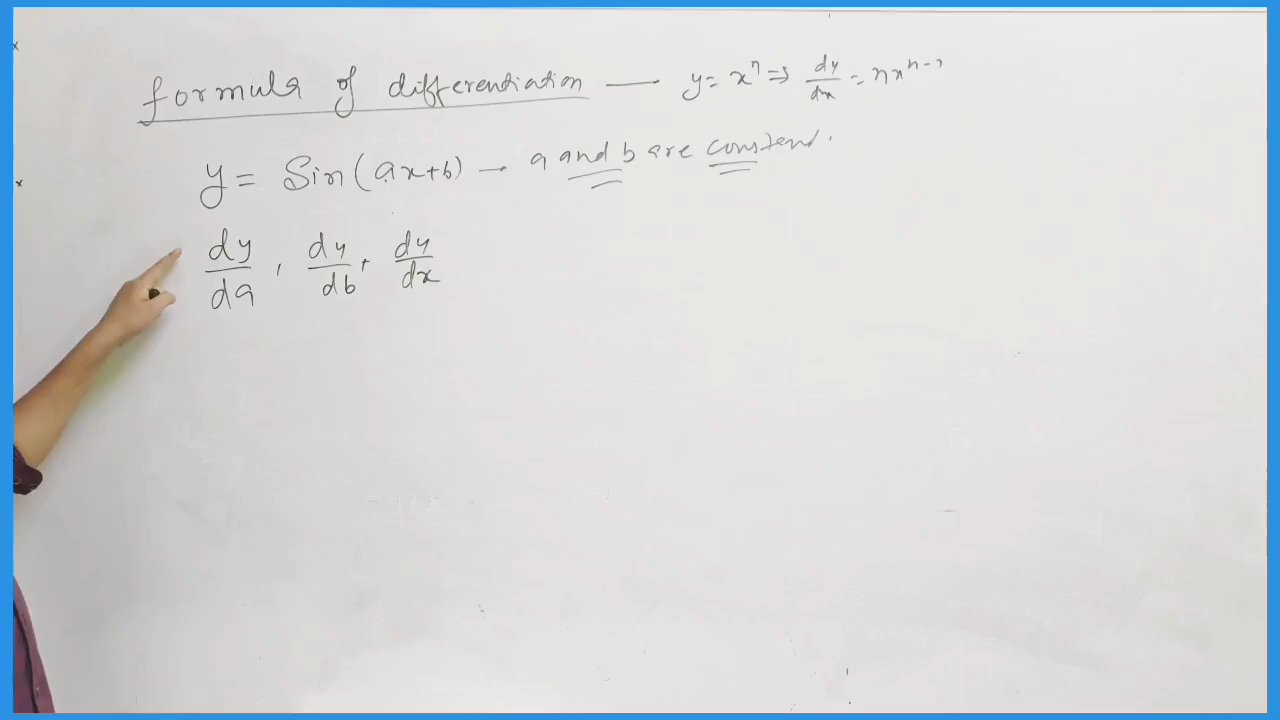 formula of differentiation — y = xⁿ ⇒ dy/dx = nxⁿ⁻¹
y = Sin(ax+b) → a and b are constend.
dy/da , dy/db , dy/dx